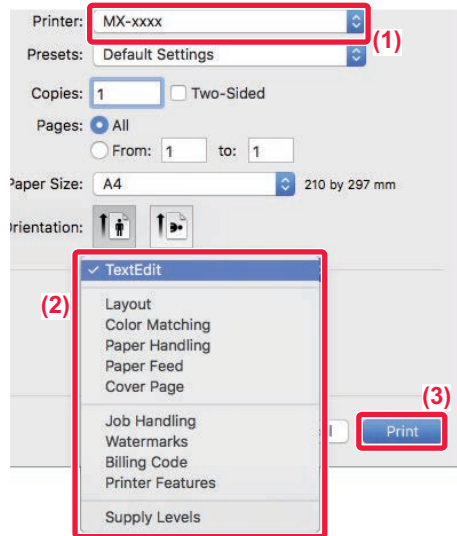 Printer: MX-xxxx
(1)
Presets: Default Settings
Copies: 1 Two-Sided
Pages: All
From: 1 to: 1
Paper Size: A4 210 by 297 mm
Orientation:
✓ TextEdit
(2)
Layout
Color Matching
Paper Handling
Paper Feed
Cover Page
(3)
Job Handling
Watermarks
Print
Billing Code
Printer Features
Supply Levels